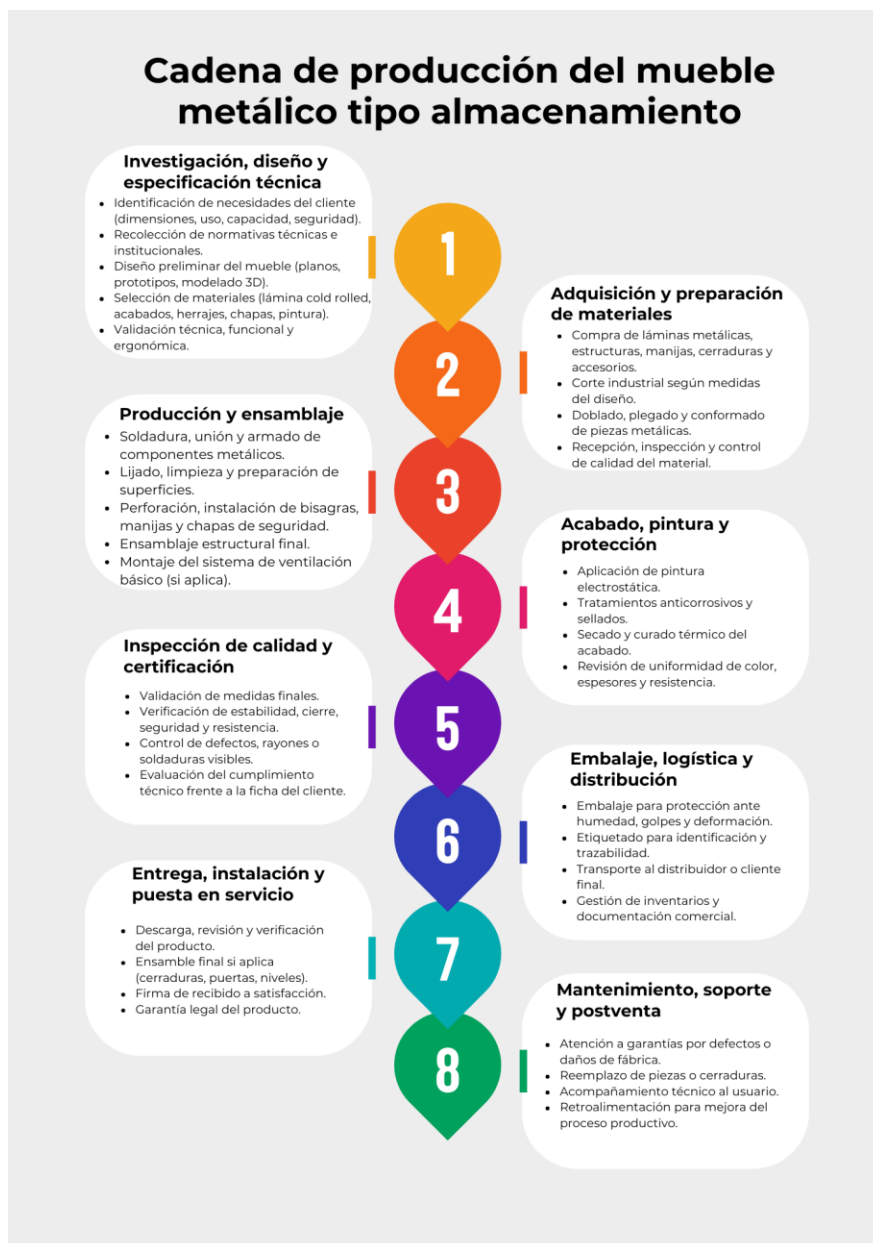 Cadena de producción del mueble
metálico tipo almacenamiento
Investigación, diseño y
especificación técnica
• Identificación de necesidades del cliente
(dimensiones, uso, capacidad, seguridad).
• Recolección de normativas técnicas e
institucionales.
• Diseño preliminar del mueble (planos,
prototipos, modelado 3D).
• Selección de materiales (lámina cold rolled,
acabados, herrajes, chapas, pintura).
• Validación técnica, funcional y
ergonómica.
1
Adquisición y preparación
de materiales
• Compra de láminas metálicas,
estructuras, manijas, cerraduras y
accesorios.
• Corte industrial según medidas
del diseño.
• Doblado, plegado y conformado
de piezas metálicas.
• Recepción, inspección y control
de calidad del material.
2
Producción y ensamblaje
• Soldadura, unión y armado de
componentes metálicos.
• Lijado, limpieza y preparación de
superficies.
• Perforación, instalación de bisagras,
manijas y chapas de seguridad.
• Ensamblaje estructural final.
• Montaje del sistema de ventilación
básico (si aplica).
3
Acabado, pintura y
protección
• Aplicación de pintura
electrostática.
• Tratamientos anticorrosivos y
sellados.
• Secado y curado térmico del
acabado.
• Revisión de uniformidad de color,
espesores y resistencia.
4
Inspección de calidad y
certificación
• Validación de medidas finales.
• Verificación de estabilidad, cierre,
seguridad y resistencia.
• Control de defectos, rayones o
soldaduras visibles.
• Evaluación del cumplimiento
técnico frente a la ficha del cliente.
5
Embalaje, logística y
distribución
• Embalaje para protección ante
humedad, golpes y deformación.
• Etiquetado para identificación y
trazabilidad.
• Transporte al distribuidor o cliente
final.
• Gestión de inventarios y
documentación comercial.
6
Entrega, instalación y
puesta en servicio
• Descarga, revisión y verificación
del producto.
• Ensamble final si aplica
(cerraduras, puertas, niveles).
• Firma de recibido a satisfacción.
• Garantía legal del producto.
7
Mantenimiento, soporte
y postventa
• Atención a garantías por defectos o
daños de fábrica.
• Reemplazo de piezas o cerraduras.
• Acompañamiento técnico al usuario.
• Retroalimentación para mejora del
proceso productivo.
8